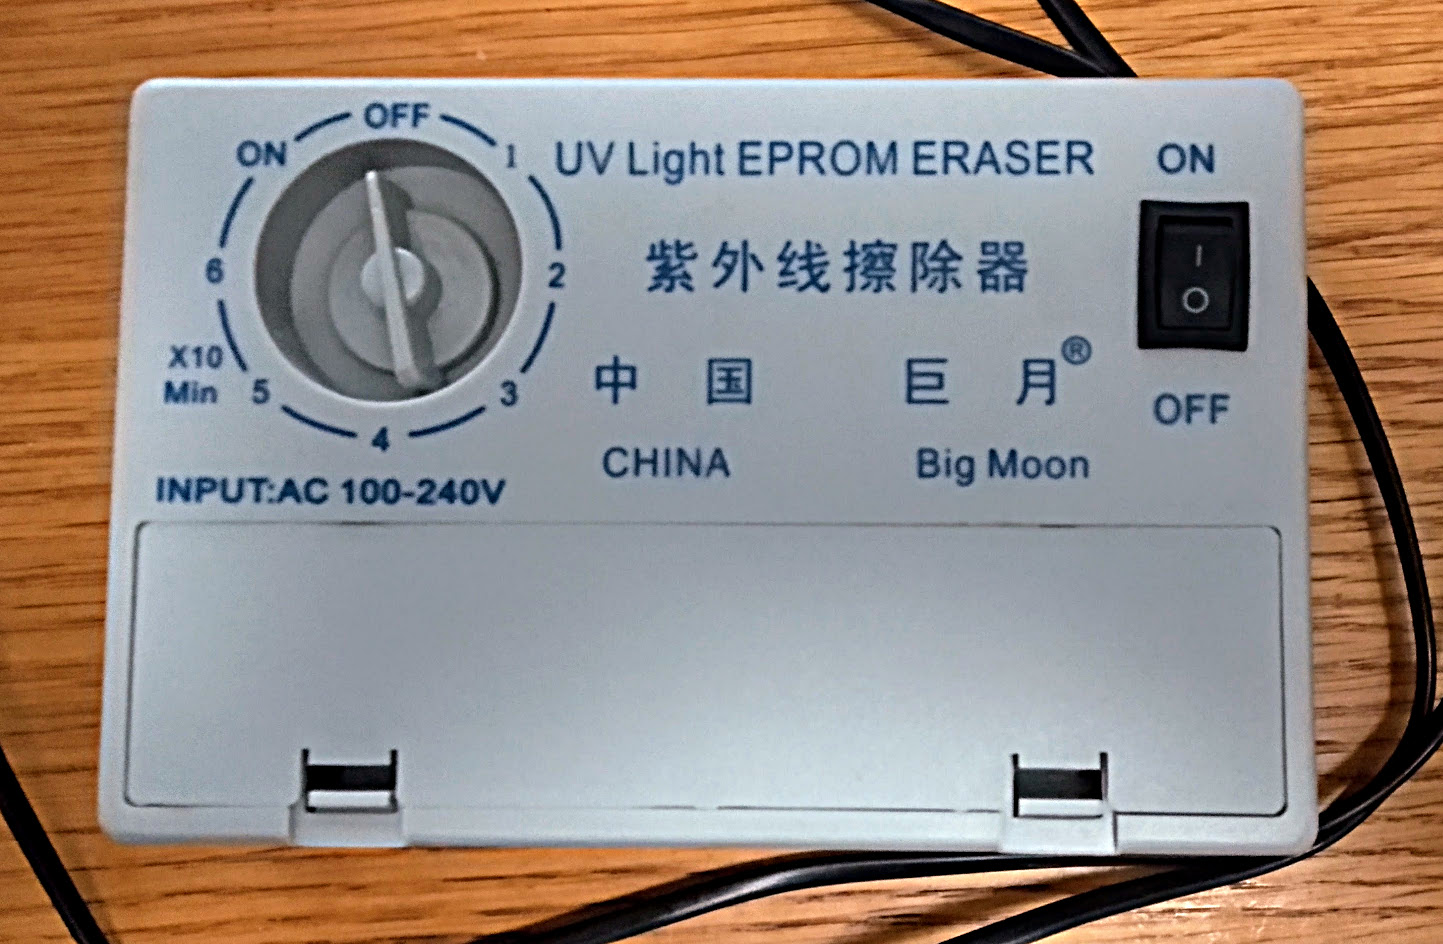 OFF
ON
1
2
3
4
5
6
X10
Min
INPUT:AC 100-240V
UV Light EPROM ERASER
紫外线擦除器
中国 巨月®
CHINA Big Moon
ON
I
O
OFF